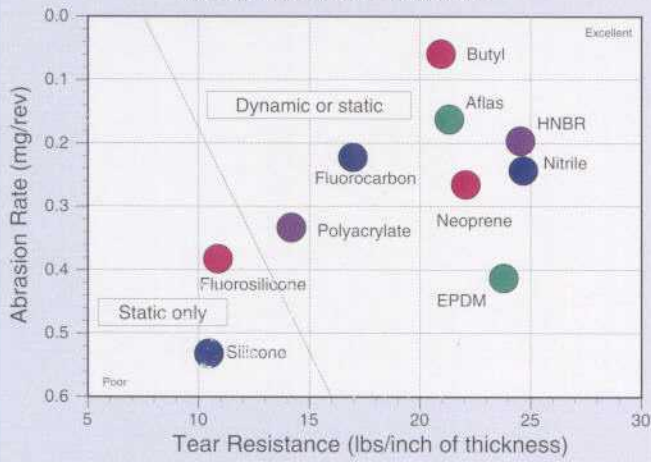 0.0
Excellent
Butyl
0.1
Aflas
Dynamic or static
HNBR
0.2
Nitrile
Fluorocarbon
Neoprene
0.3
Polyacrylate
0.4
Fluorosilicone
EPDM
Static only
0.5
Silicone
Poor
0.6
5 10 15 20 25 30
Abrasion Rate (mg/rev)
Tear Resistance (lbs/inch of thickness)